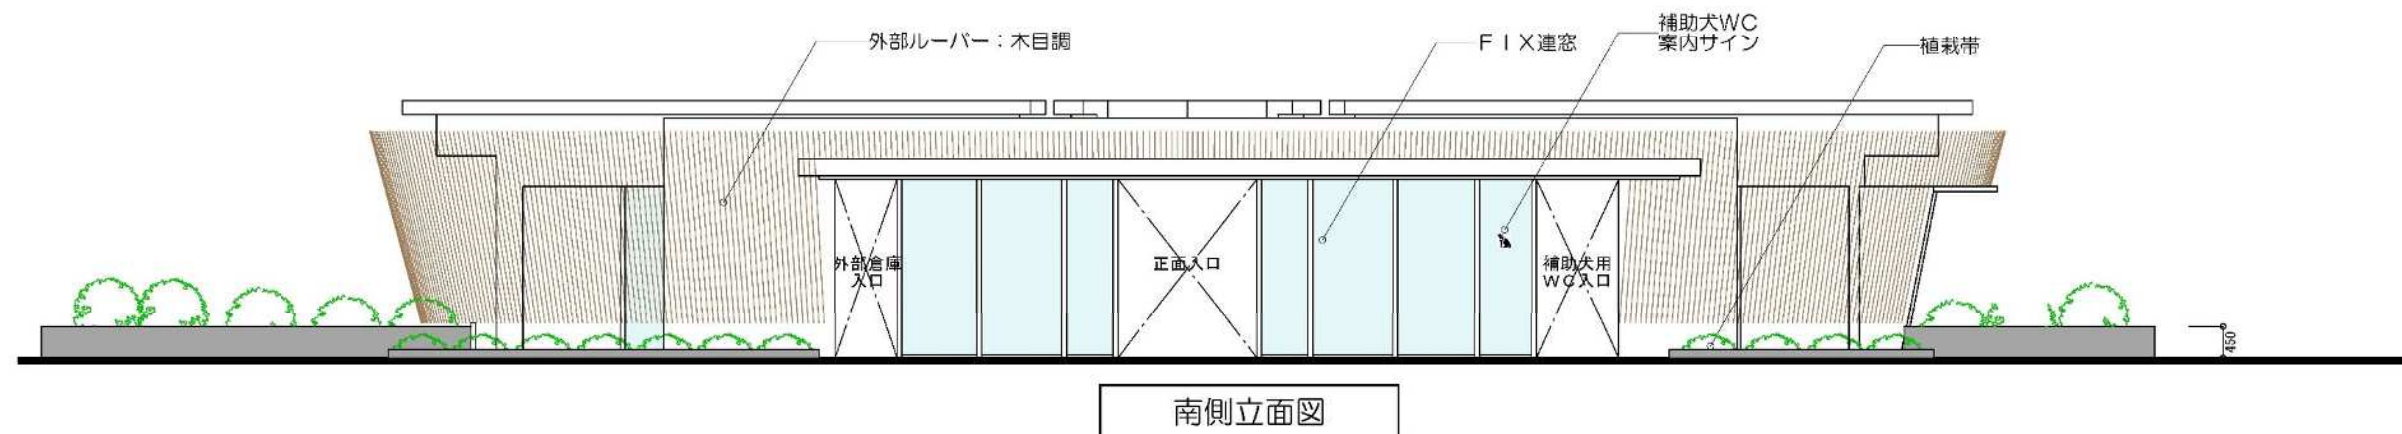 外部ルーバー：木目調
ＦＩＸ連窓
補助犬WC
案内サイン
植栽帯
外部倉庫
入口
正面入口
補助犬用
WC入口
450
南側立面図